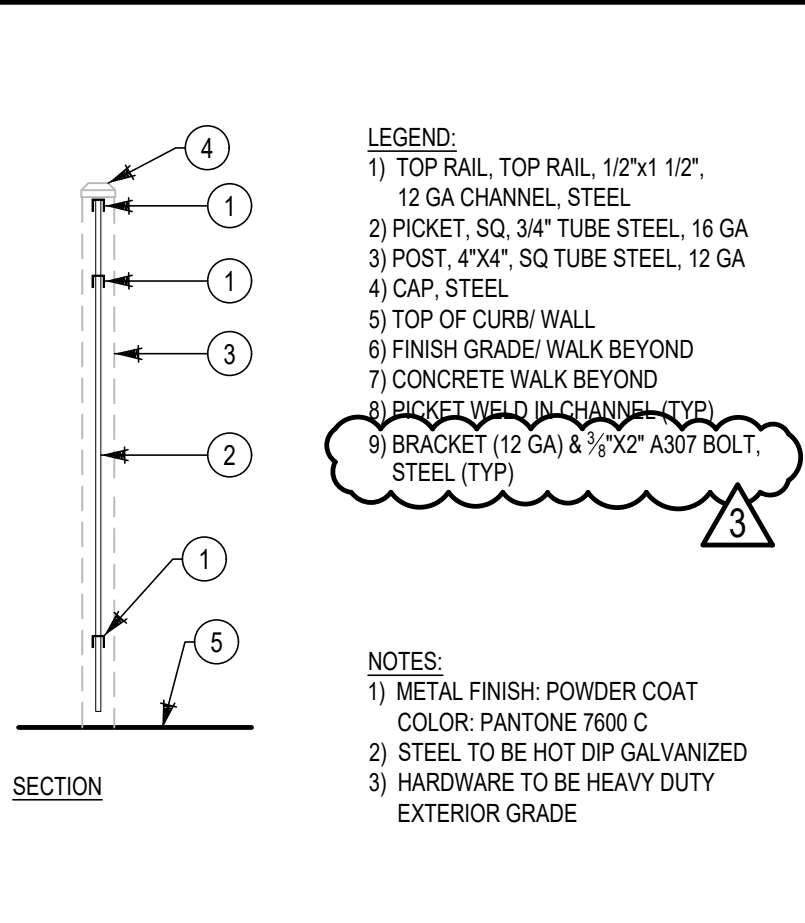 4
1
1
3
2
1
5
SECTION
LEGEND:
1) TOP RAIL, TOP RAIL, 1/2"x1 1/2",
12 GA CHANNEL, STEEL
2) PICKET, SQ, 3/4" TUBE STEEL, 16 GA
3) POST, 4"X4", SQ TUBE STEEL, 12 GA
4) CAP, STEEL
5) TOP OF CURB/ WALL
6) FINISH GRADE/ WALK BEYOND
7) CONCRETE WALK BEYOND
8) PICKET WELD IN CHANNEL (TYP)
9) BRACKET (12 GA) & 3/8"X2" A307 BOLT,
STEEL (TYP)
3
NOTES:
1) METAL FINISH: POWDER COAT
COLOR: PANTONE 7600 C
2) STEEL TO BE HOT DIP GALVANIZED
3) HARDWARE TO BE HEAVY DUTY
EXTERIOR GRADE